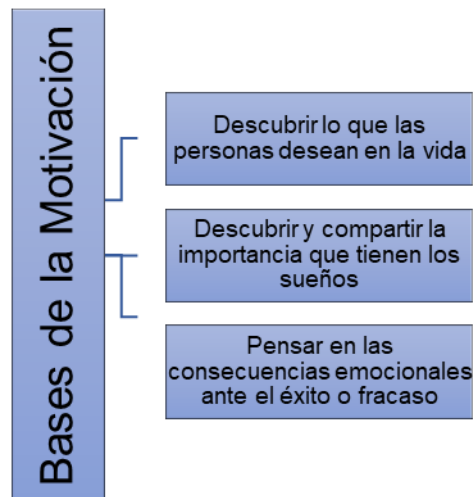 Bases de la Motivación
Descubrir lo que las
personas desean en la vida
Descubrir y compartir la
importancia que tienen los
sueños
Pensar en las
consecuencias emocionales
ante el éxito o fracaso